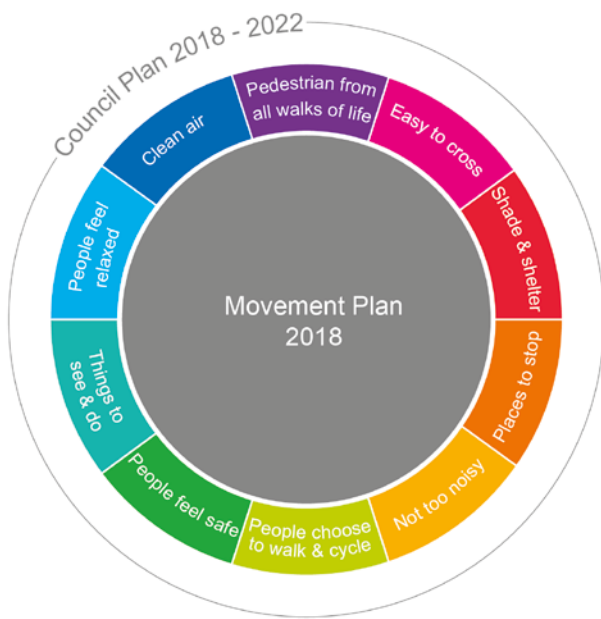 Council Plan 2018 - 2022
Pedestrian from
all walks of life
Easy to cross
Shade & shelter
Places to stop
Not too noisy
People choose
to walk & cycle
People feel safe
Things to
see & do
People feel
relaxed
Clean air
Movement Plan
2018